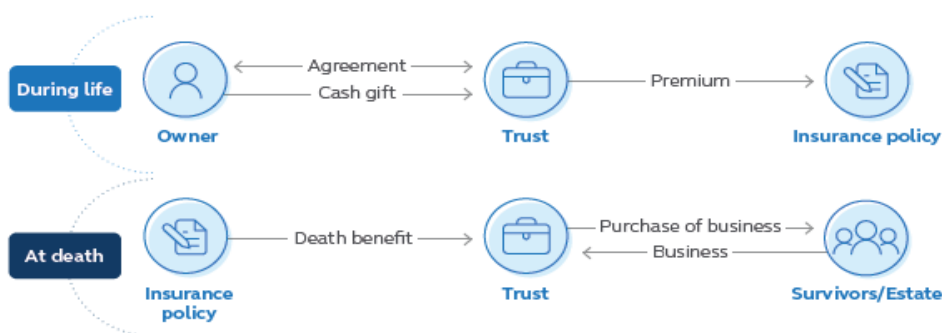 During life
Agreement
Cash gift
Premium
Owner
Trust
Insurance policy
At death
Death benefit
Purchase of business
Business
Insurance
policy
Trust
Survivors/Estate